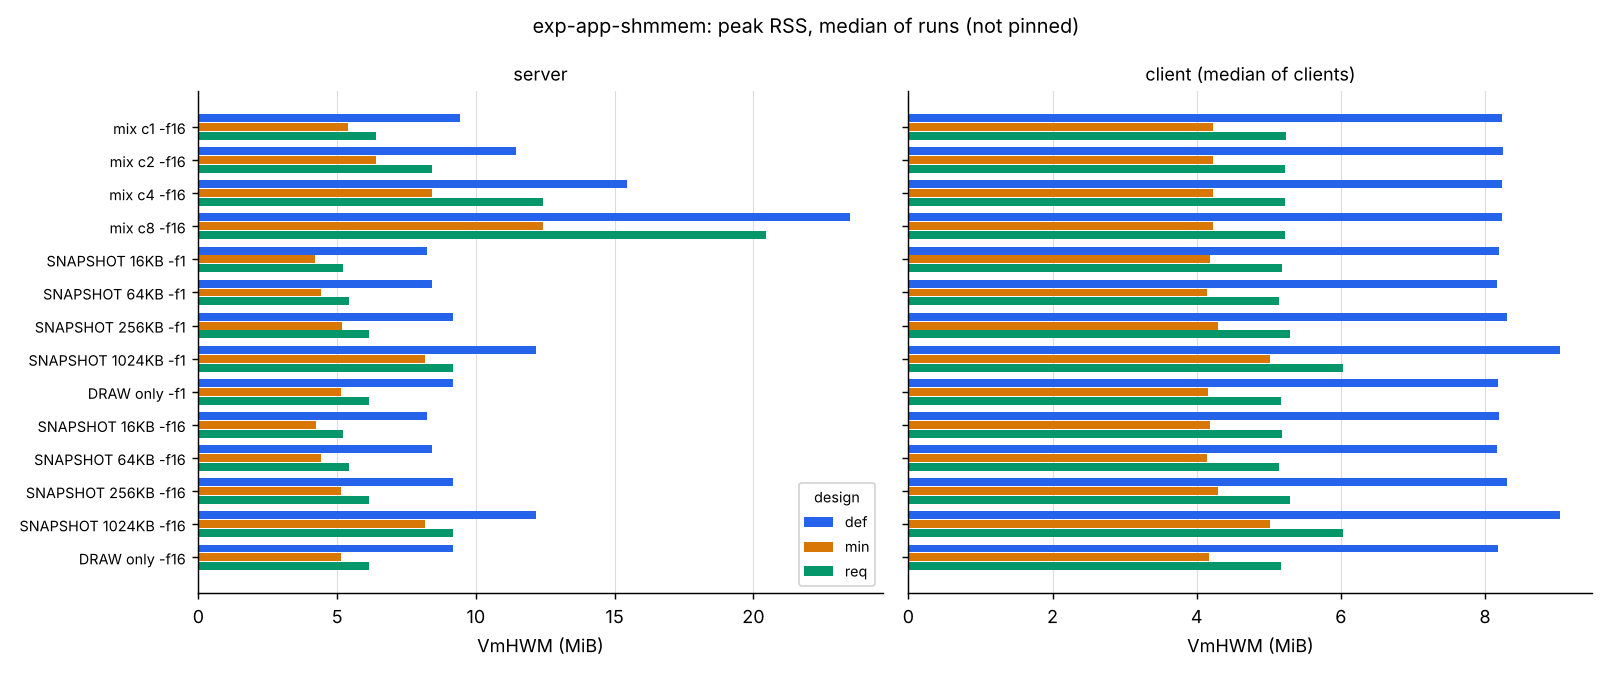 exp-app-shmmem: peak RSS, median of runs (not pinned)
server
client (median of clients)
mix c1 -f16
mix c2 -f16
mix c4 -f16
mix c8 -f16
SNAPSHOT 16KB -f1
SNAPSHOT 64KB -f1
SNAPSHOT 256KB -f1
SNAPSHOT 1024KB -f1
DRAW only -f1
SNAPSHOT 16KB -f16
SNAPSHOT 64KB -f16
SNAPSHOT 256KB -f16
SNAPSHOT 1024KB -f16
DRAW only -f16
design
def
min
req
0 5 10 15 20
VmHWM (MiB)
0 2 4 6 8
VmHWM (MiB)